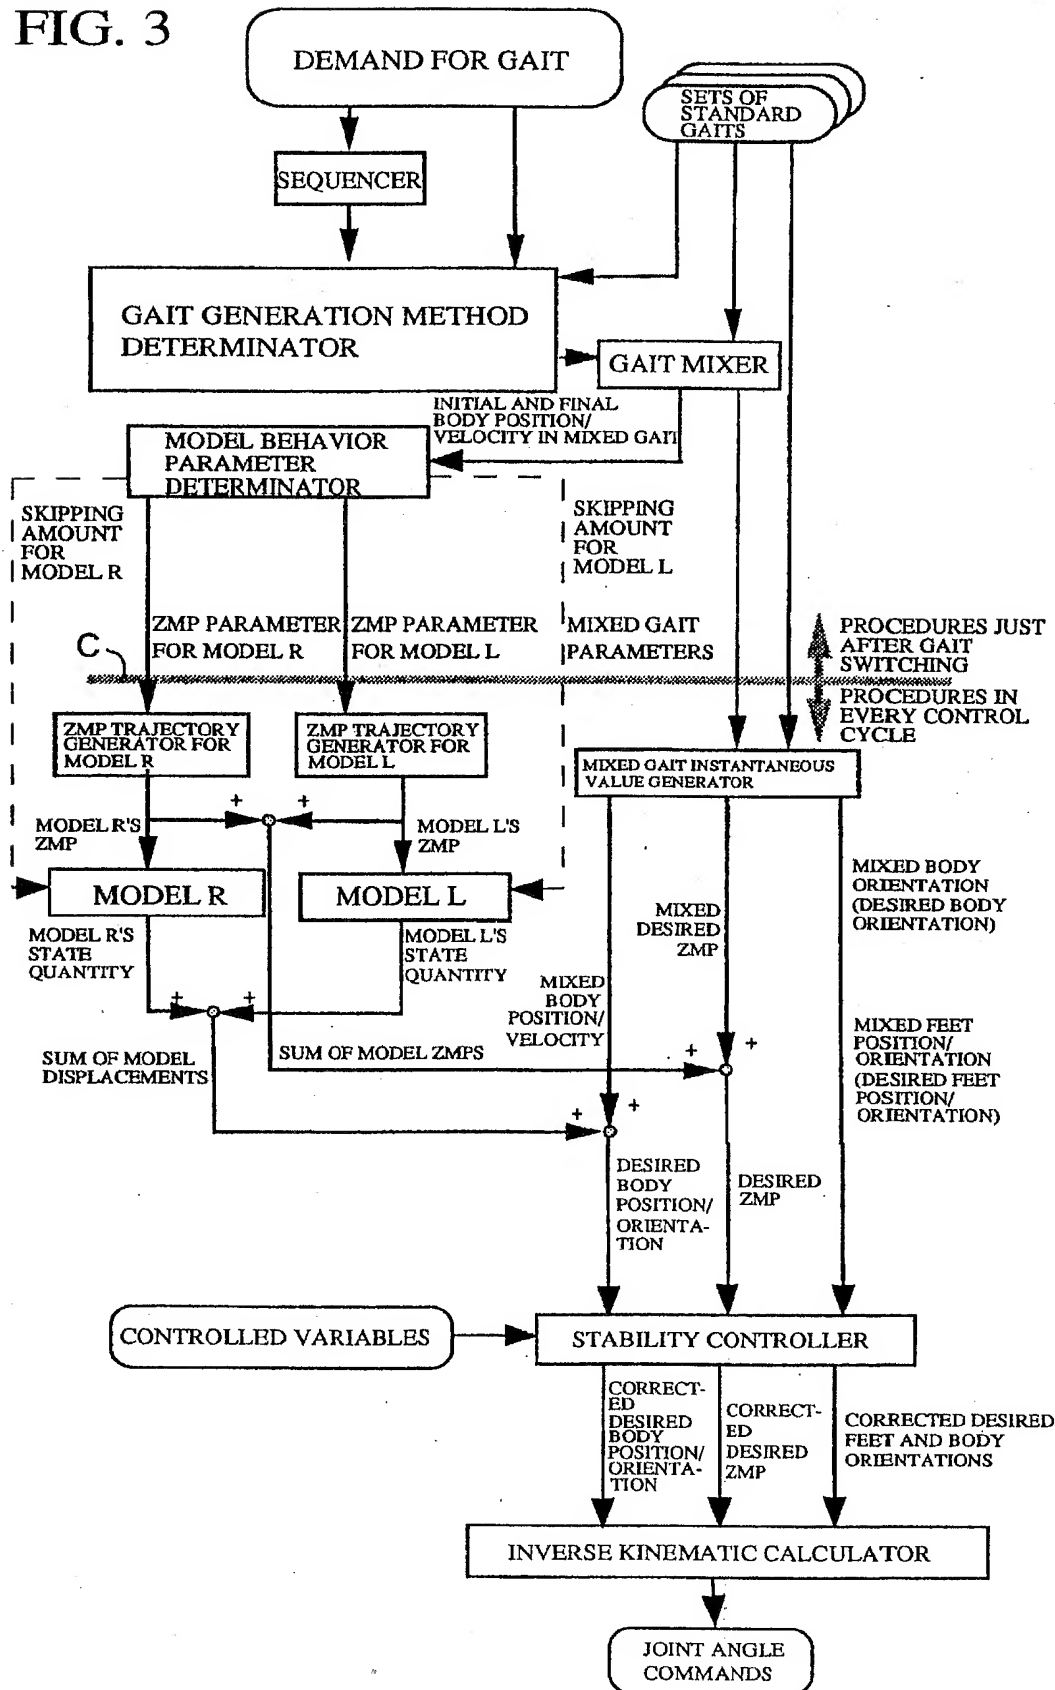 FIG. 3
DEMAND FOR GAIT
SETS OF
STANDARD
GAITS
SEQUENCER
GAIT GENERATION METHOD
DETERMINATOR
GAIT MIXER
INITIAL AND FINAL
BODY POSITION/
VELOCITY IN MIXED GAIT
MODEL BEHAVIOR
PARAMETER
DETERMINATOR
SKIPPING
AMOUNT
FOR
MODEL R
SKIPPING
AMOUNT
FOR
MODEL L
ZMP PARAMETER
FOR MODEL R
ZMP PARAMETER
FOR MODEL L
MIXED GAIT
PARAMETERS
PROCEDURES JUST
AFTER GAIT
SWITCHING
C
PROCEDURES IN
EVERY CONTROL
CYCLE
ZMP TRAJECTORY
GENERATOR FOR
MODEL R
ZMP TRAJECTORY
GENERATOR FOR
MODEL L
MIXED GAIT INSTANTANEOUS
VALUE GENERATOR
+ +
MODEL R'S
ZMP
MODEL L'S
ZMP
MODEL R
MODEL L
MIXED BODY
ORIENTATION
(DESIRED BODY
ORIENTATION)
MIXED
DESIRED
ZMP
MODEL R'S
STATE
QUANTITY
MODEL L'S
STATE
QUANTITY
+ +
MIXED
BODY
POSITION/
VELOCITY
MIXED FEET
POSITION/
ORIENTATION
(DESIRED FEET
POSITION/
ORIENTATION)
SUM OF MODEL
DISPLACEMENTS
SUM OF MODEL ZMPS
+ +
+ +
DESIRED
BODY
POSITION/
ORIENTA-
TION
DESIRED
ZMP
CONTROLLED VARIABLES
STABILITY CONTROLLER
CORRECT-
ED
DESIRED
BODY
POSITION/
ORIENTA-
TION
CORRECT-
ED
DESIRED
ZMP
CORRECTED DESIRED
FEET AND BODY
ORIENTATIONS
INVERSE KINEMATIC CALCULATOR
JOINT ANGLE
COMMANDS